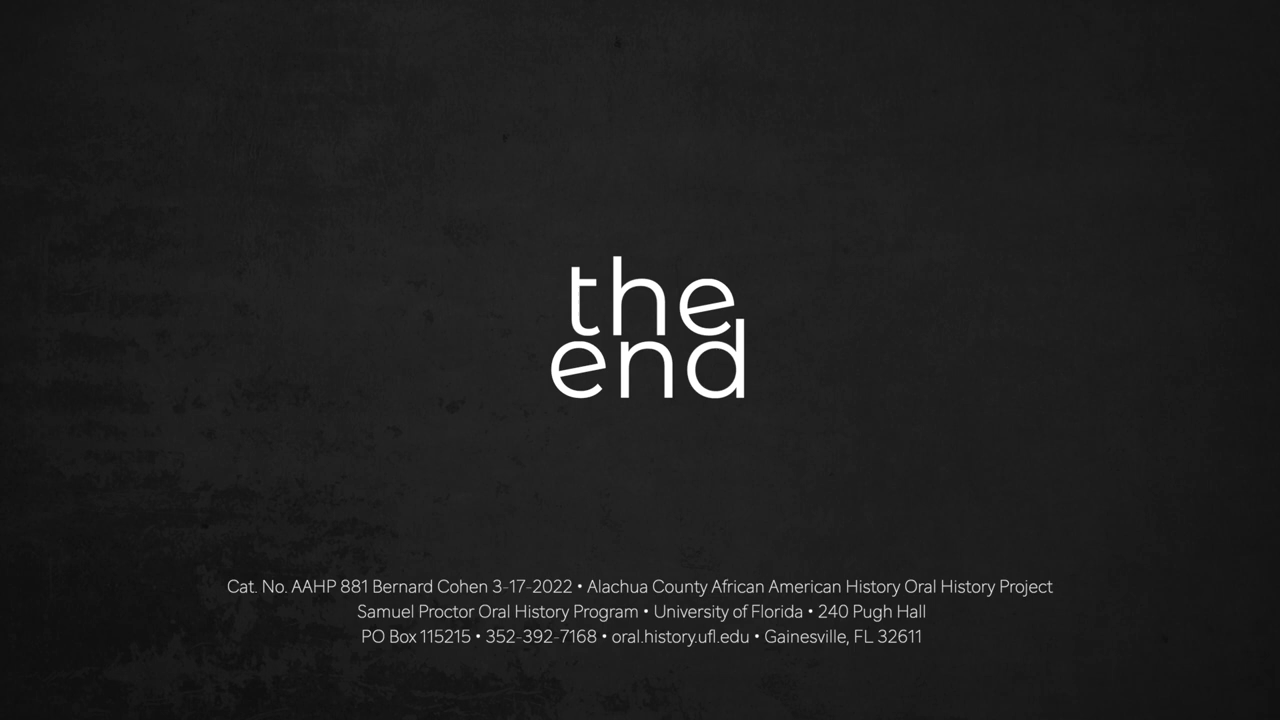 the
end
Cat. No. AAHP 881 Bernard Cohen 3-17-2022 • Alachua County African American History Oral History Project
Samuel Proctor Oral History Program • University of Florida • 240 Pugh Hall
PO Box 115215 • 352-392-7168 • oral.history.ufl.edu • Gainesville, FL 32611